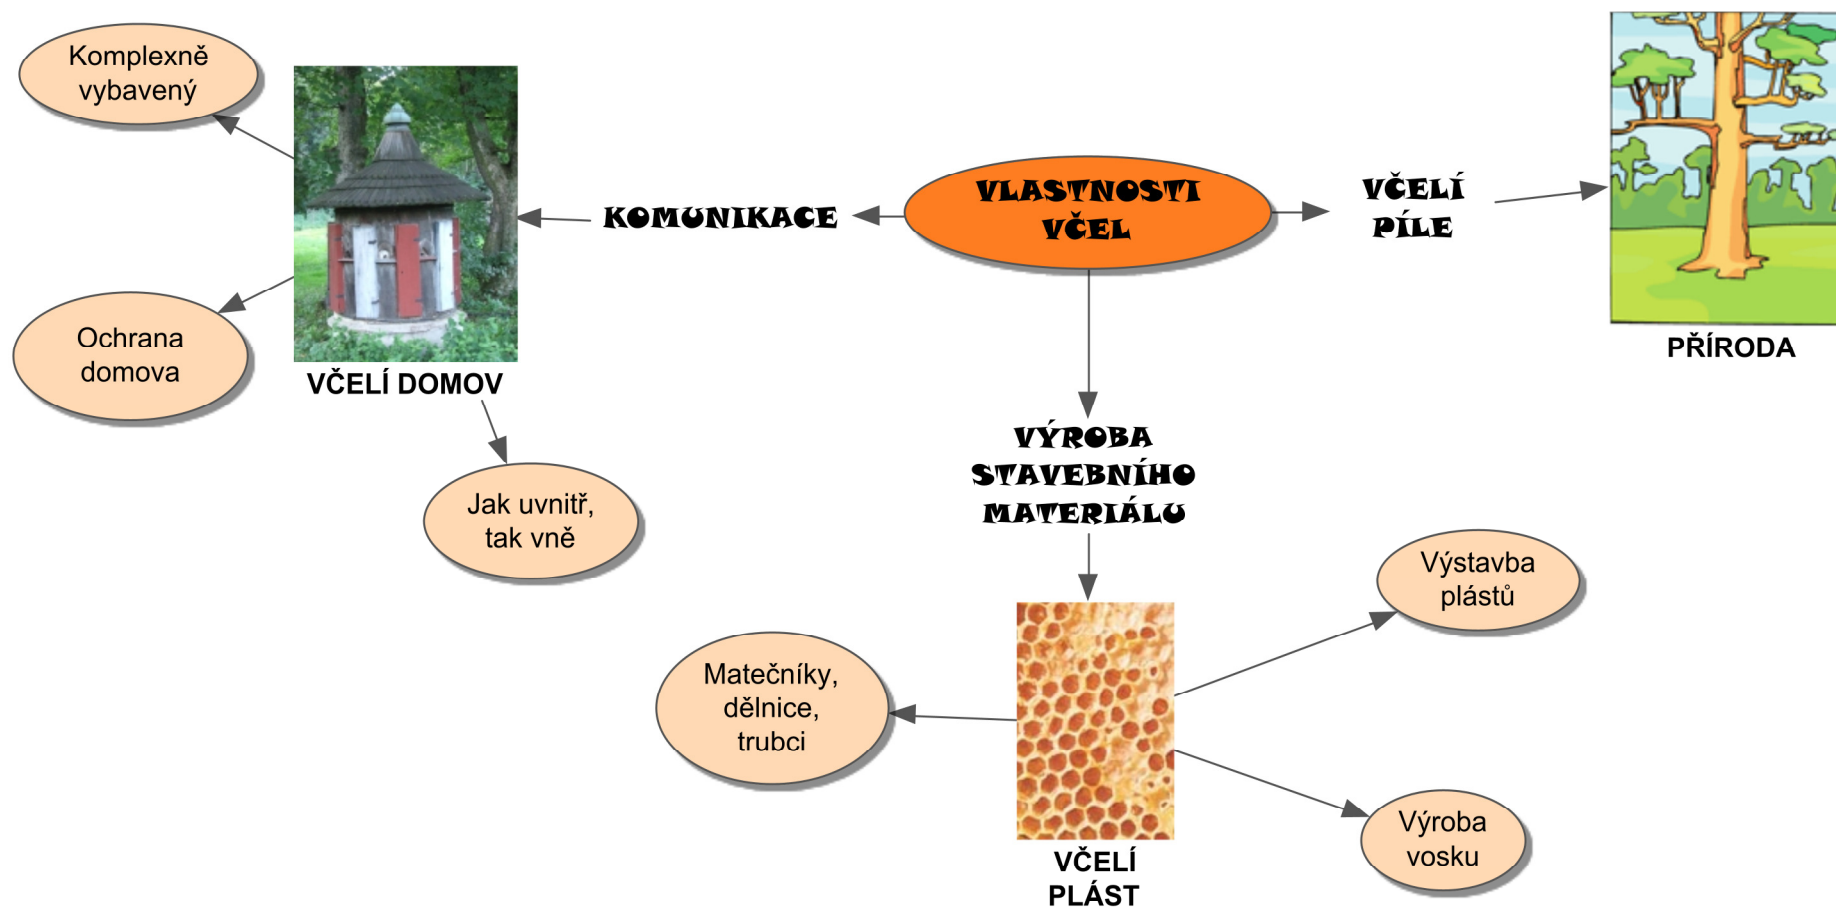 Komplexně
vybavený
VLASTNOSTI
VČEL
KOMUNIKACE
VČELÍ
PÍLE
PŘÍRODA
Ochrana
domova
VČELÍ DOMOV
Jak uvnitř,
tak vně
VÝROBA
STAVEBNÍHO
MATERIÁLU
Výstavba
plástů
Matečníky,
dělnice,
trubci
Výroba
vosku
VČELÍ
PLÁST